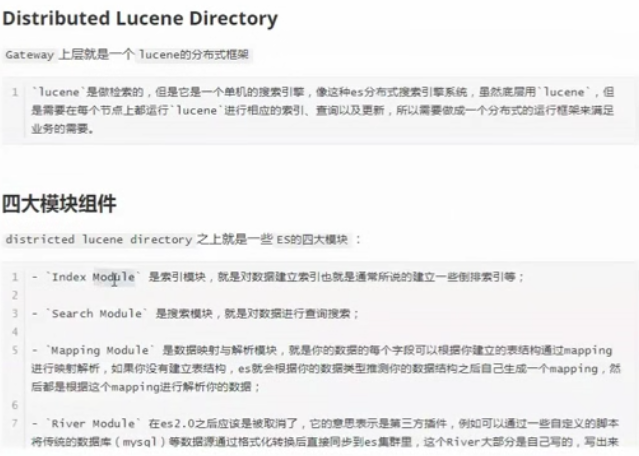 Distributed Lucene Directory
Gateway 上层就是一个 lucene的分布式框架
1 `lucene`是做检索的，但是它是一个单机的搜索引擎，像这种es分布式搜索引擎系统，虽然底层用`lucene`，但
是需要在每个节点上都运行`lucene`进行相应的索引、查询以及更新，所以需要做成一个分布式的运行框架来满足
业务的需要。
四大模块组件
districted lucene directory 之上就是一些 ES的四大模块 ：
1 - `Index Module` 是索引模块，就是对数据建立索引也就是通常所说的建立一些倒排索引等；
2
3 - `Search Module` 是搜索模块，就是对数据进行查询搜索；
4
5 - `Mapping Module` 是数据映射与解析模块，就是你的数据的每个字段可以根据你建立的表结构通过mapping
进行映射解析，如果你没有建立表结构，es就会根据你的数据类型推测你的数据结构之后自己生成一个mapping，然
后都是根据这个mapping进行解析你的数据；
6
7 - `River Module` 在es2.0之后应该是被取消了，它的意思表示是第三方插件，例如可以通过一些自定义的脚本
将传统的数据库（mysql）等数据源通过格式化转换后直接同步到es集群里，这个River大部分是自己写的，写出来